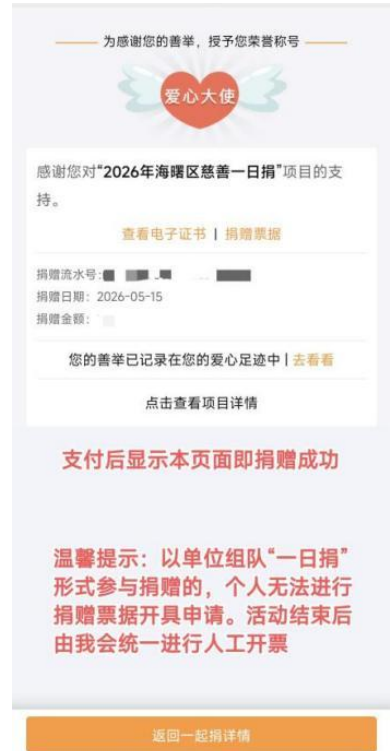 为感谢您的善举，授予您荣誉称号
爱心大使
感谢您对“2026年海曙区慈善一日捐”项目的支
持。
查看电子证书 | 捐赠票据
捐赠流水号：
捐赠日期：2026-05-15
捐赠金额：
您的善举已记录在您的爱心足迹中 | 去看看
点击查看项目详情
支付后显示本页面即捐赠成功
温馨提示：以单位组队“一日捐”
形式参与捐赠的，个人无法进行
捐赠票据开具申请。活动结束后
由我会统一进行人工开票
返回一起捐详情